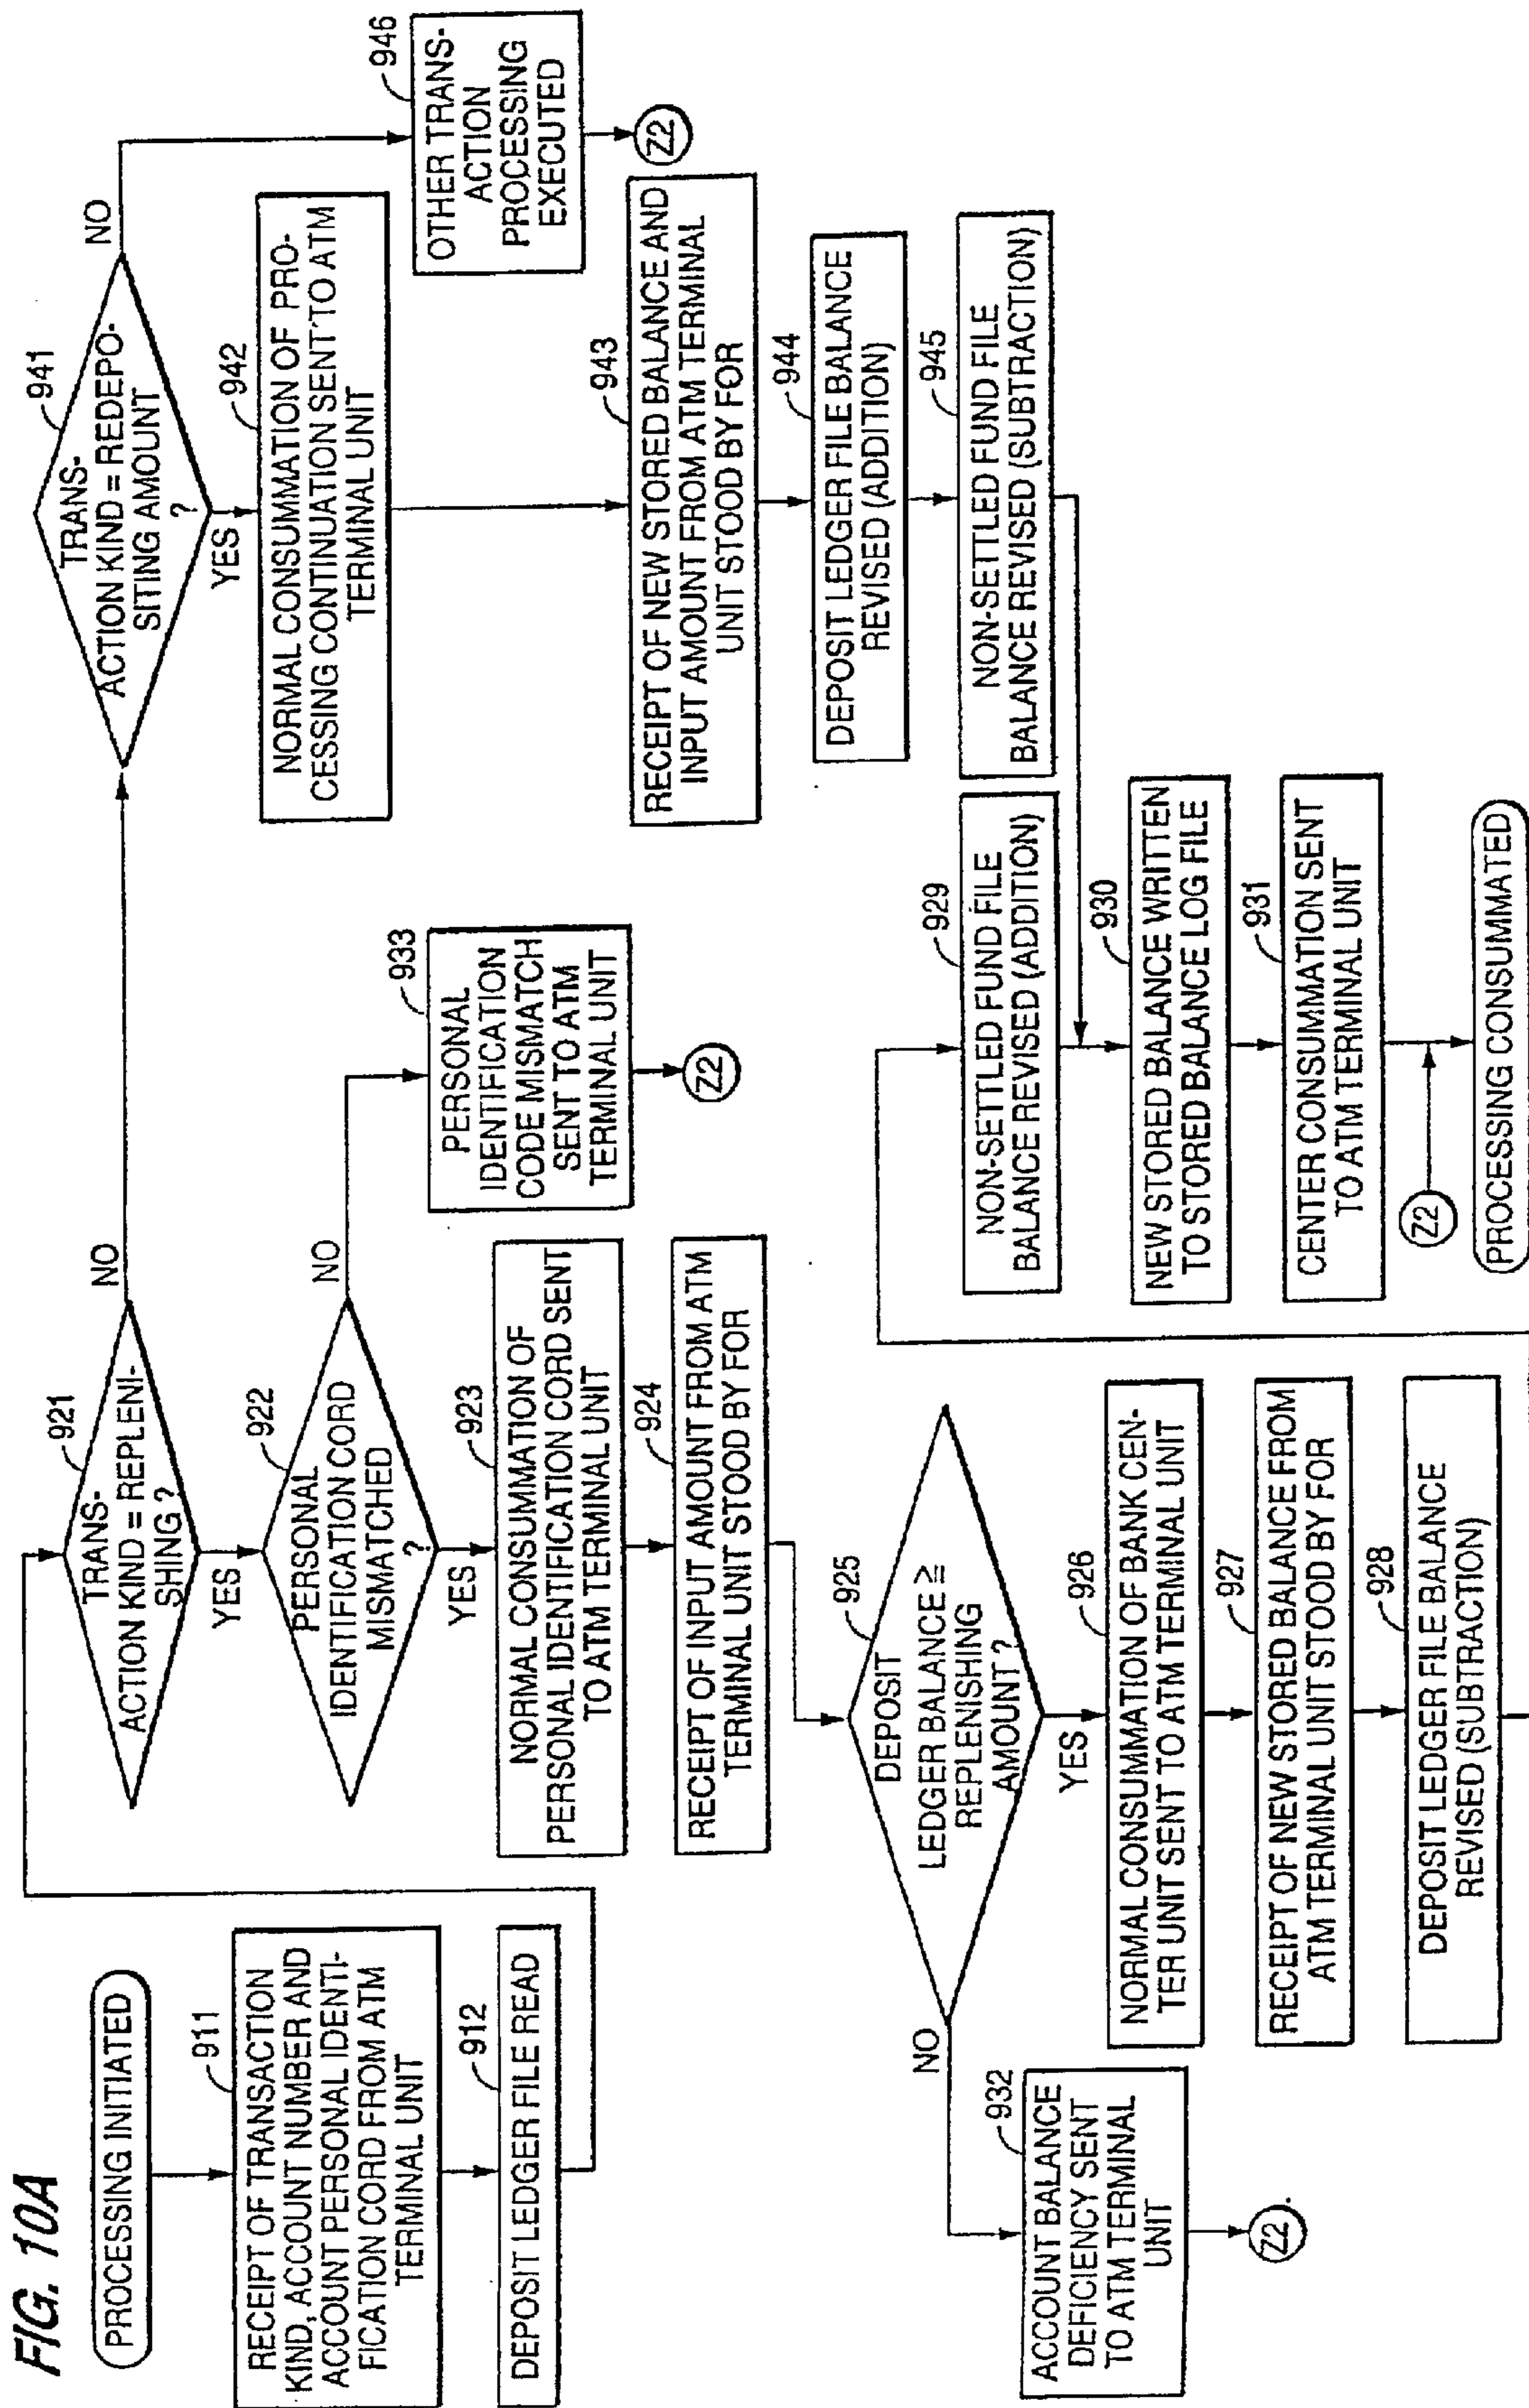 FIG. 10A
PROCESSING INITIATED
911
RECEIPT OF TRANSACTION
KIND, ACCOUNT NUMBER AND
ACCOUNT PERSONAL IDENTI-
FICATION CORD FROM ATM
TERMINAL UNIT
912
DEPOSIT LEDGER FILE READ
921
TRANS-
ACTION KIND = REPLENI-
SHING ?
NO
YES
922
PERSONAL
IDENTIFICATION CORD
MISMATCHED
?
NO
YES
923
NORMAL CONSUMMATION OF
PERSONAL IDENTIFICATION CORD SENT
TO ATM TERMINAL UNIT
924
RECEIPT OF INPUT AMOUNT FROM ATM
TERMINAL UNIT STOOD BY FOR
925
DEPOSIT
LEDGER BALANCE ≧
REPLENISHING
AMOUNT ?
NO
YES
932
ACCOUNT BALANCE
DEFICIENCY SENT
TO ATM TERMINAL
UNIT
Z2
926
NORMAL CONSUMMATION OF BANK CEN-
TER UNIT SENT TO ATM TERMINAL UNIT
927
RECEIPT OF NEW STORED BALANCE FROM
ATM TERMINAL UNIT STOOD BY FOR
928
DEPOSIT LEDGER FILE BALANCE
REVISED (SUBTRACTION)
933
PERSONAL
IDENTIFICATION
CODE MISMATCH
SENT TO ATM
TERMINAL UNIT
Z2
929
NON-SETTLED FUND FILE
BALANCE REVISED (ADDITION)
930
NEW STORED BALANCE WRITTEN
TO STORED BALANCE LOG FILE
931
CENTER CONSUMMATION SENT
TO ATM TERMINAL UNIT
Z2
PROCESSING CONSUMMATED
941
TRANS-
ACTION KIND = REDEPO-
SITING AMOUNT
?
NO
YES
942
NORMAL CONSUMMATION OF PRO-
CESSING CONTINUATION SENT TO ATM
TERMINAL UNIT
943
RECEIPT OF NEW STORED BALANCE AND
INPUT AMOUNT FROM ATM TERMINAL
UNIT STOOD BY FOR
944
DEPOSIT LEDGER FILE BALANCE
REVISED (ADDITION)
945
NON-SETTLED FUND FILE
BALANCE REVISED (SUBTRACTION)
946
OTHER TRANS-
ACTION
PROCESSING
EXECUTED
Z2